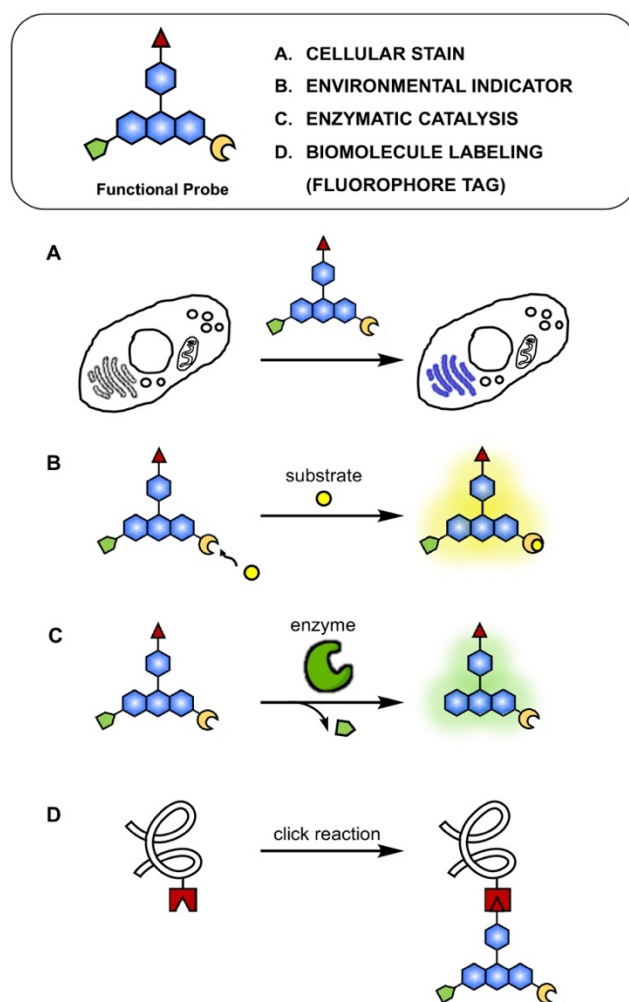 A. CELLULAR STAIN
B. ENVIRONMENTAL INDICATOR
C. ENZYMATIC CATALYSIS
D. BIOMOLECULE LABELING
(FLUOROPHORE TAG)
Functional Probe
A
B
substrate
C
enzyme
D
click reaction